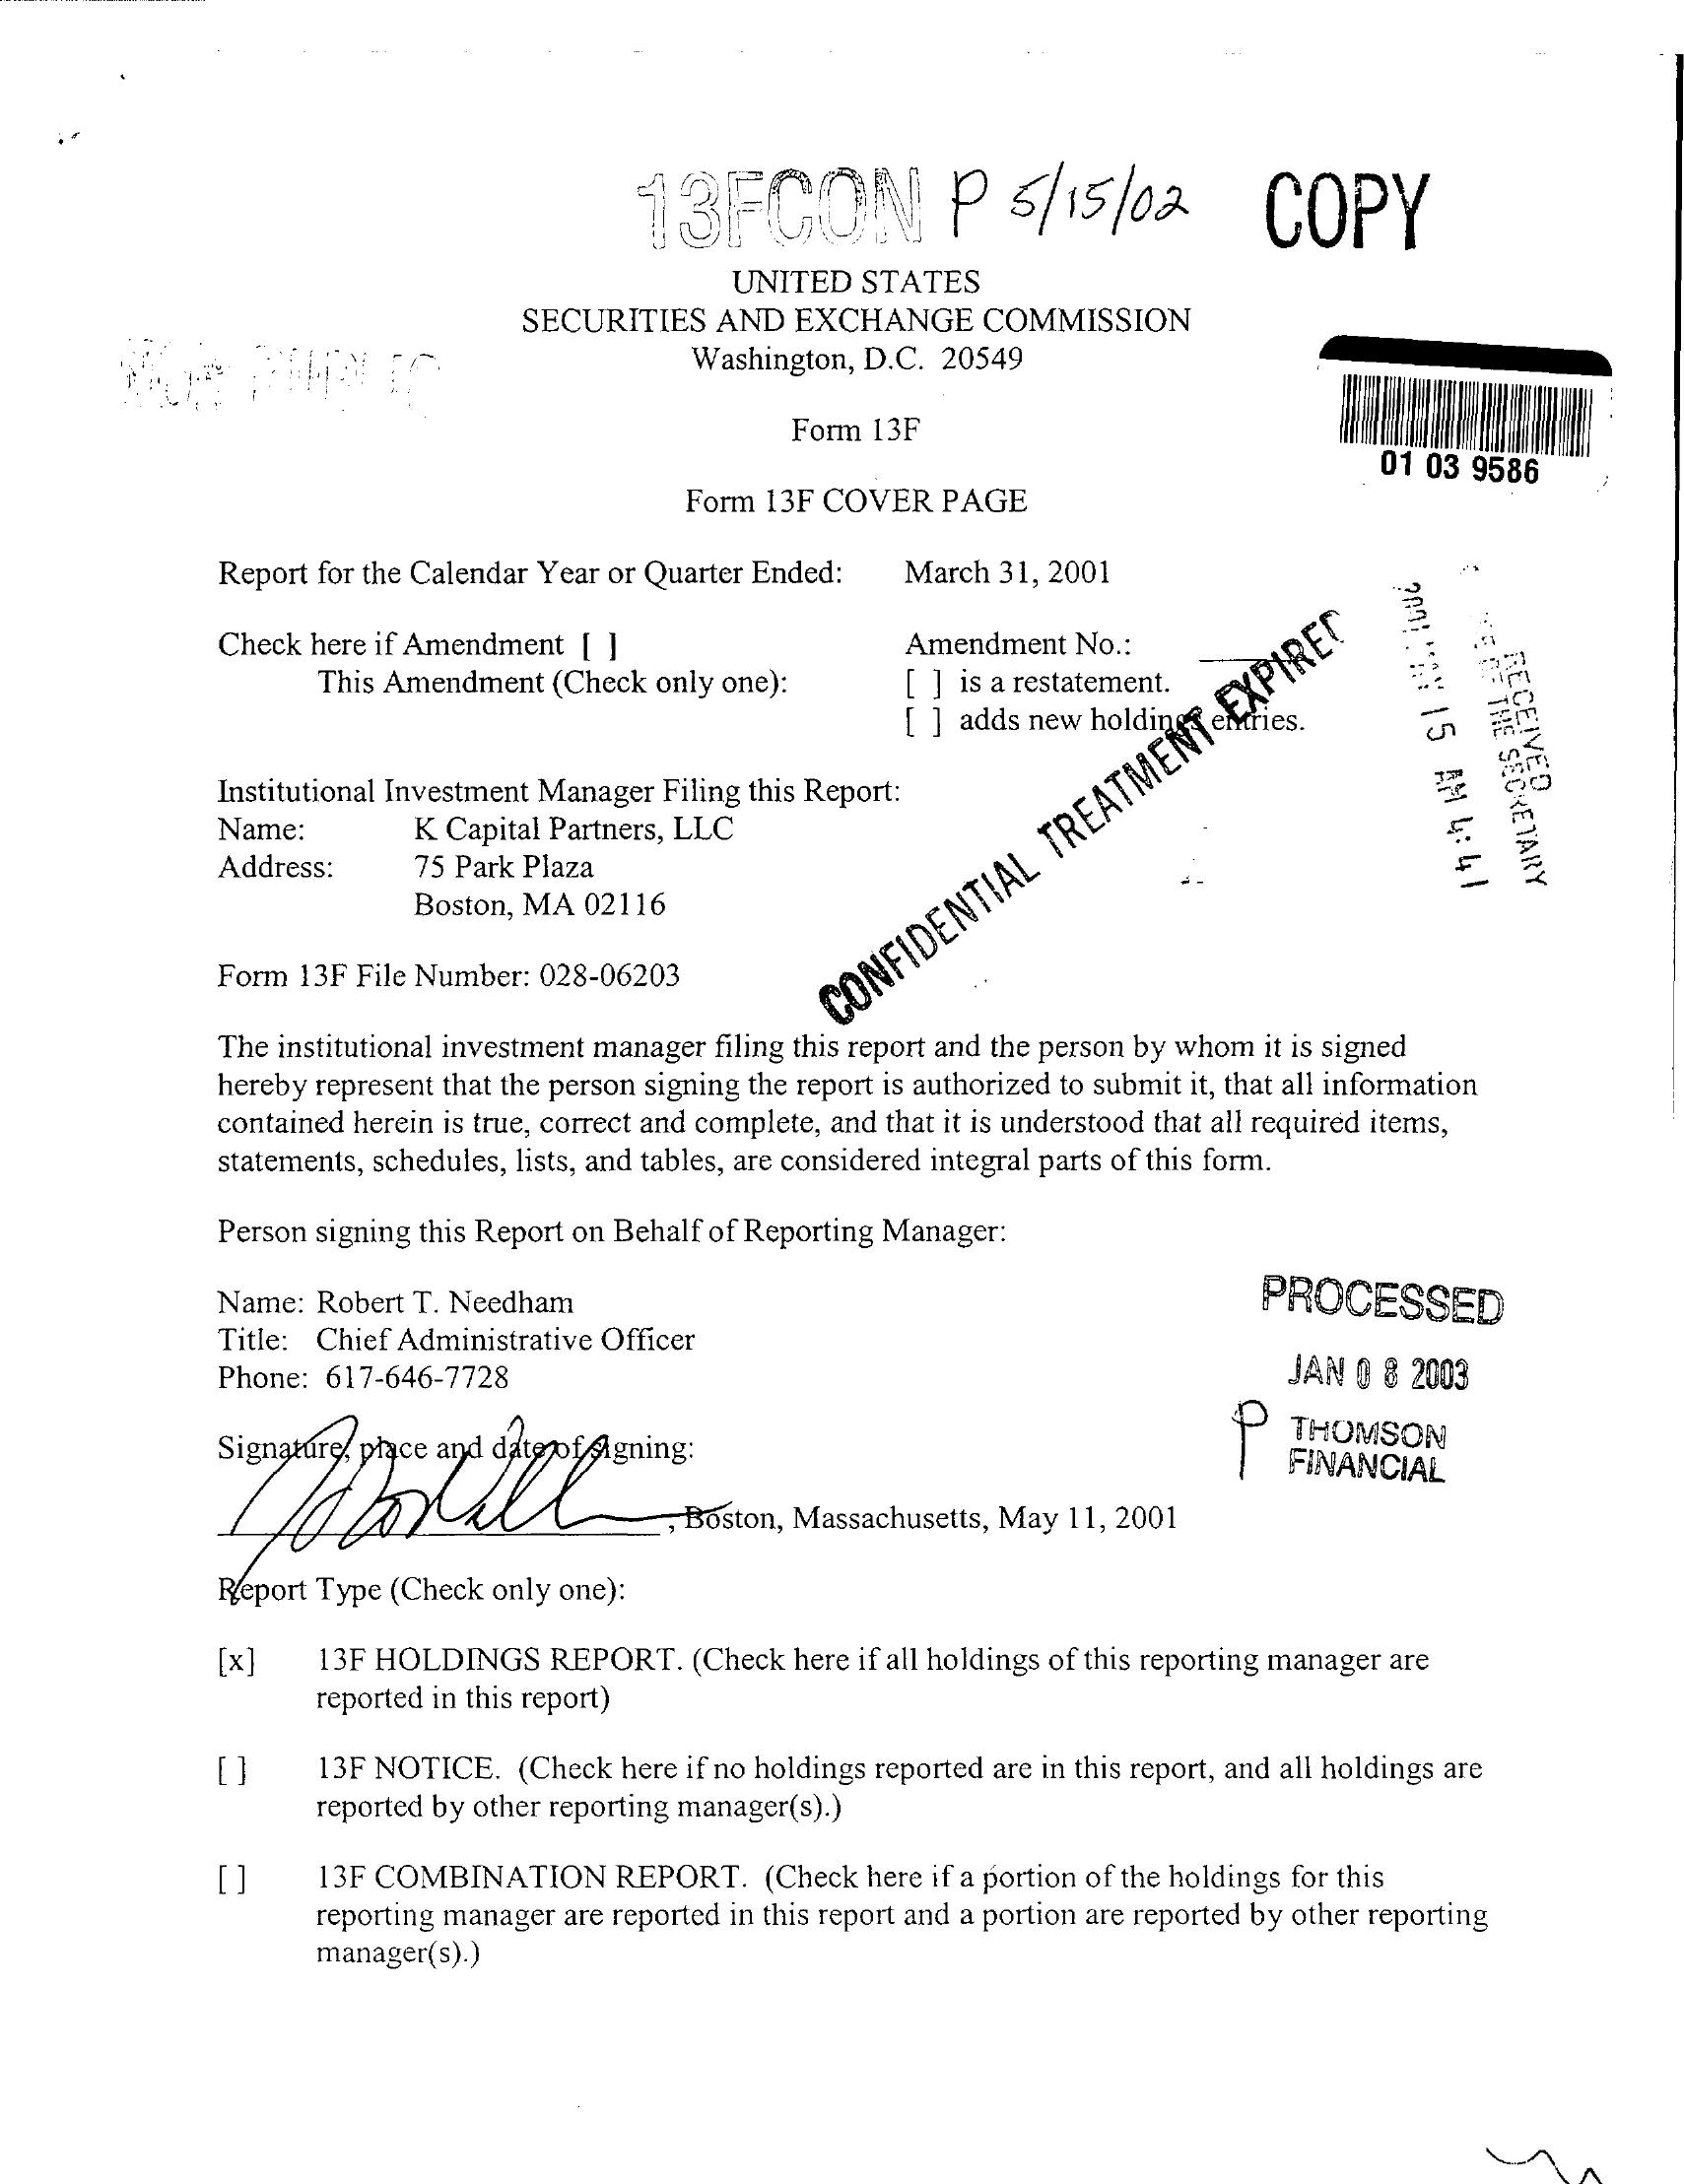 13FCON P 5/15/02 COPY
UNITED STATES
SECURITIES AND EXCHANGE COMMISSION
Washington, D.C. 20549
Form 13F
01 03 9586
Form 13F COVER PAGE
Report for the Calendar Year or Quarter Ended: March 31, 2001
Check here if Amendment [ ] Amendment No.:
This Amendment (Check only one): [ ] is a restatement.
[ ] adds new holdings entries.
CONFIDENTIAL TREATMENT EXPIRED
RECEIVED
OF THE SECRETARY
15 AM 4:41
Institutional Investment Manager Filing this Report:
Name: K Capital Partners, LLC
Address: 75 Park Plaza
Boston, MA 02116
Form 13F File Number: 028-06203
The institutional investment manager filing this report and the person by whom it is signed
hereby represent that the person signing the report is authorized to submit it, that all information
contained herein is true, correct and complete, and that it is understood that all required items,
statements, schedules, lists, and tables, are considered integral parts of this form.
Person signing this Report on Behalf of Reporting Manager:
Name: Robert T. Needham
Title: Chief Administrative Officer
Phone: 617-646-7728
PROCESSED
JAN 08 2003
P THOMSON
FINANCIAL
Signature, place and date of signing:
, Boston, Massachusetts, May 11, 2001
Report Type (Check only one):
[x] 13F HOLDINGS REPORT. (Check here if all holdings of this reporting manager are
reported in this report)
[ ] 13F NOTICE. (Check here if no holdings reported are in this report, and all holdings are
reported by other reporting manager(s).)
[ ] 13F COMBINATION REPORT. (Check here if a portion of the holdings for this
reporting manager are reported in this report and a portion are reported by other reporting
manager(s).)